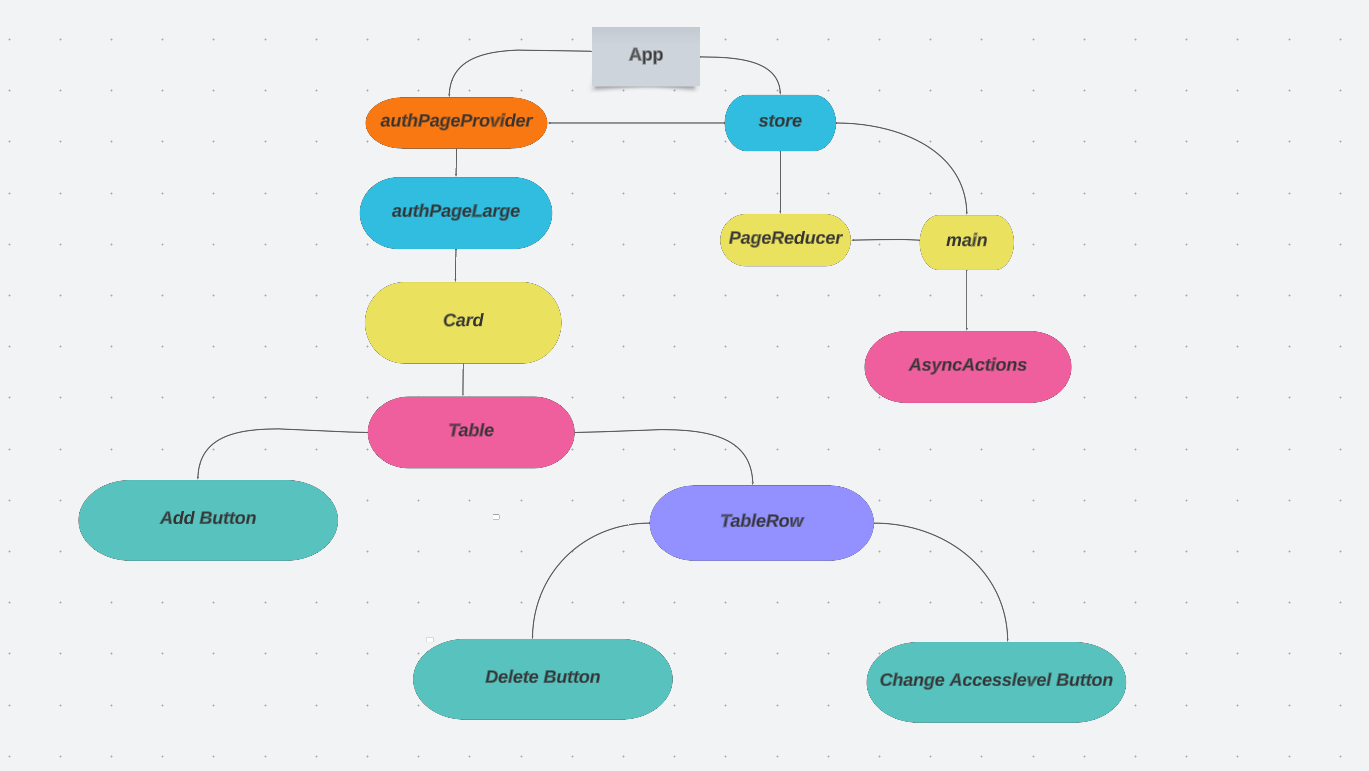 App
authPageProvider
store
authPageLarge
PageReducer
main
Card
AsyncActions
Table
Add Button
TableRow
Delete Button
Change Accesslevel Button